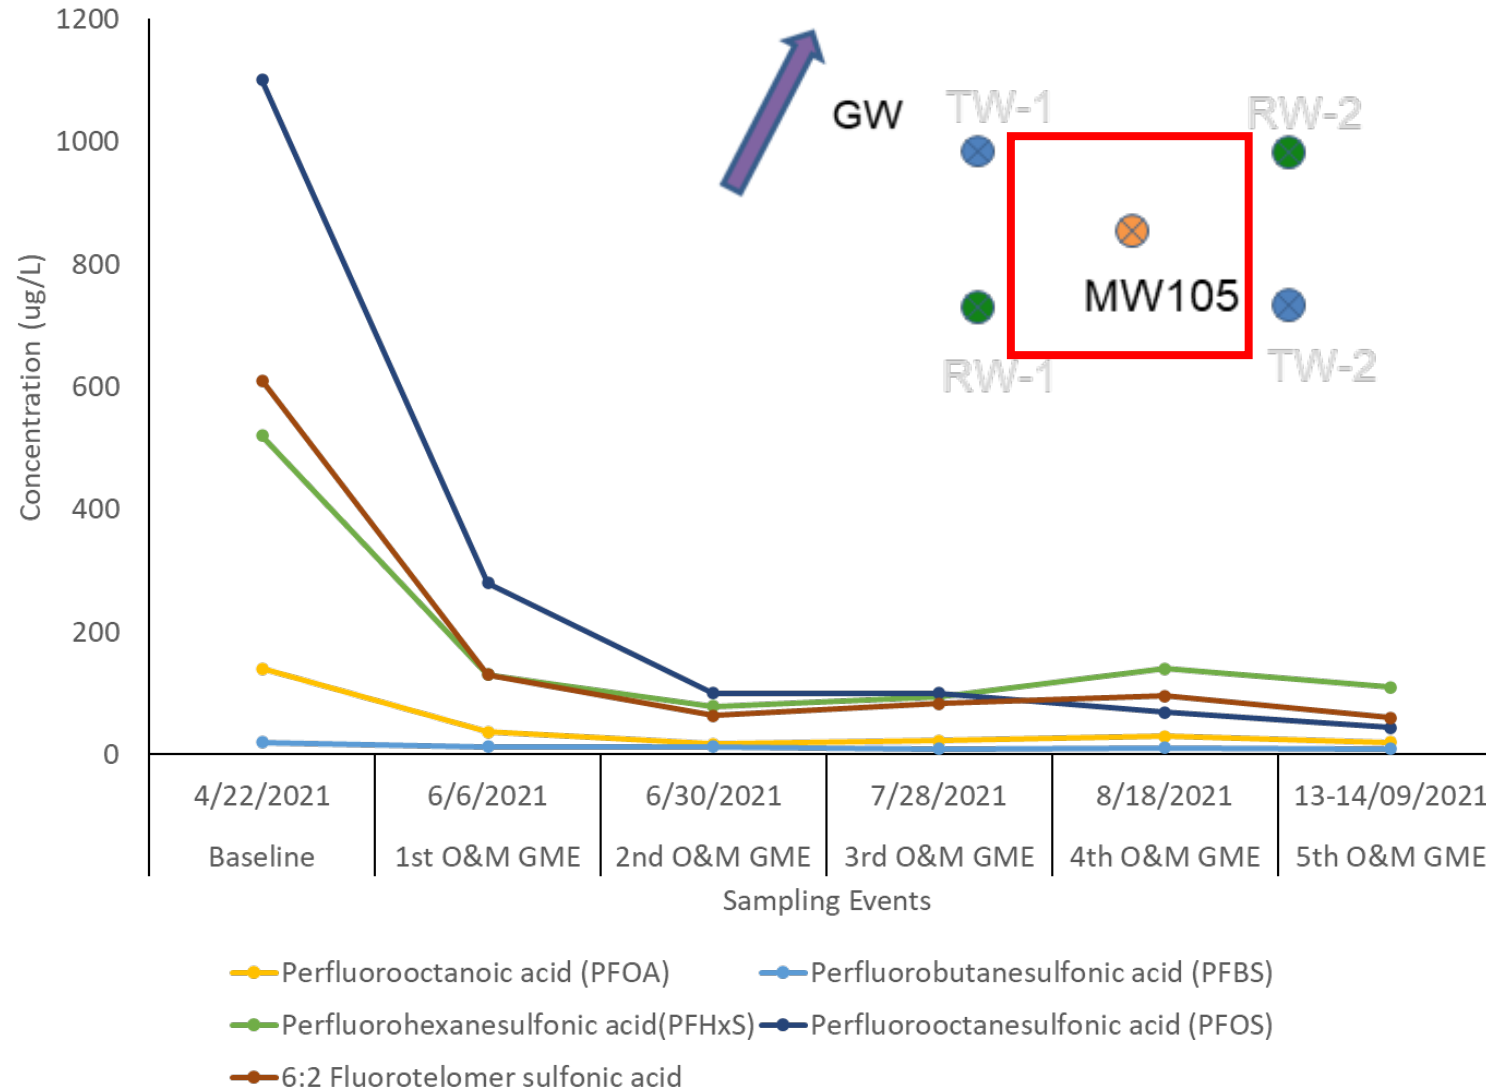 1200
1000
800
600
400
200
0
Concentration (ug/L)
GW
TW-1
RW-2
MW105
RW-1
TW-2
4/22/2021
6/6/2021
6/30/2021
7/28/2021
8/18/2021
13-14/09/2021
Baseline
1st O&M GME
2nd O&M GME
3rd O&M GME
4th O&M GME
5th O&M GME
Sampling Events
Perfluorooctanoic acid (PFOA)
Perfluorobutanesulfonic acid (PFBS)
Perfluorohexanesulfonic acid(PFHxS)
Perfluorooctanesulfonic acid (PFOS)
6:2 Fluorotelomer sulfonic acid